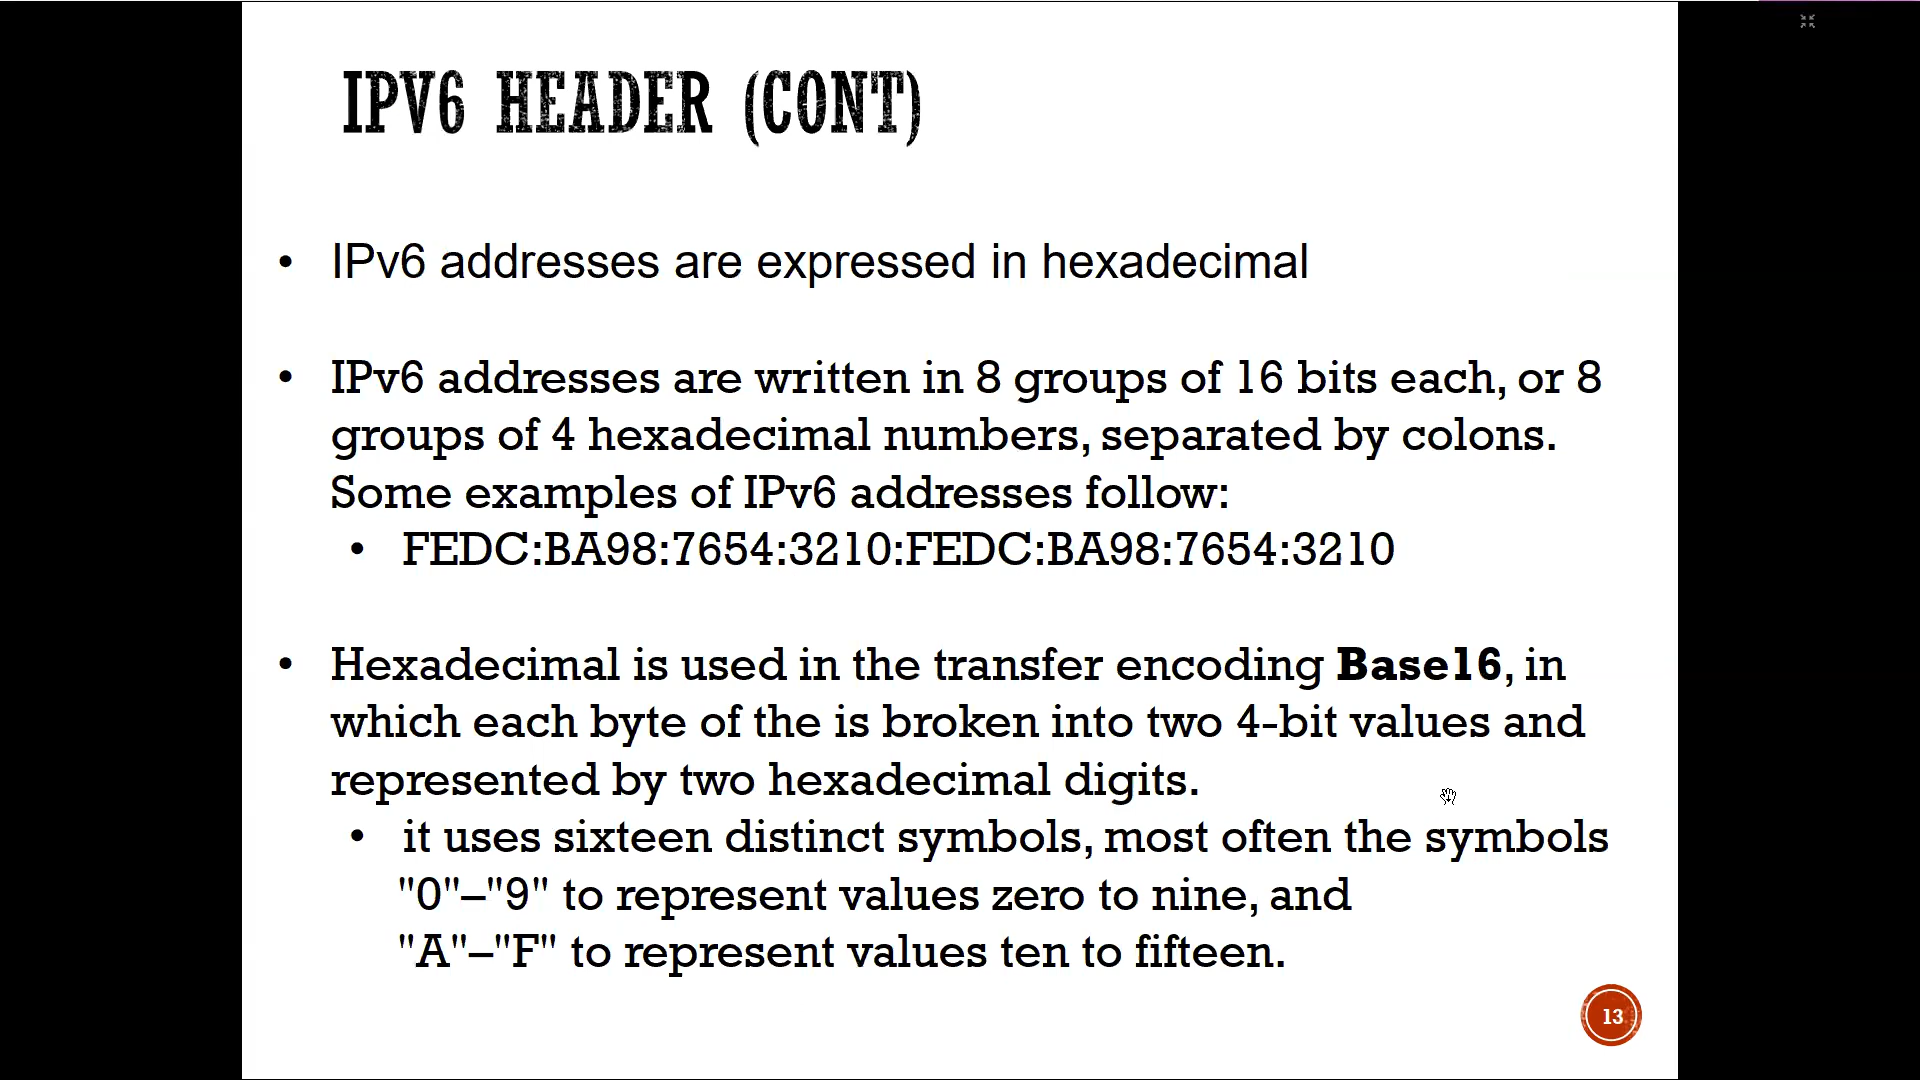 IPV6 HEADER (CONT)
• IPv6 addresses are expressed in hexadecimal
• IPv6 addresses are written in 8 groups of 16 bits each, or 8
groups of 4 hexadecimal numbers, separated by colons.
Some examples of IPv6 addresses follow:
• FEDC:BA98:7654:3210:FEDC:BA98:7654:3210
• Hexadecimal is used in the transfer encoding Base16, in
which each byte of the is broken into two 4-bit values and
represented by two hexadecimal digits.
• it uses sixteen distinct symbols, most often the symbols
"0"–"9" to represent values zero to nine, and
"A"–"F" to represent values ten to fifteen.
13